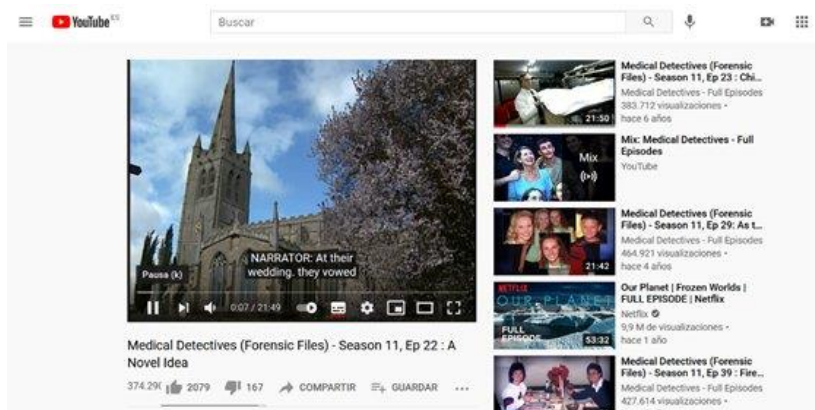 YouTube ES
Buscar
NARRATOR: At their
wedding, they vowed
Pausa (k)
0:07 / 21:49
Medical Detectives (Forensic Files) - Season 11, Ep 22 : A
Novel Idea
374.290
2079
167
COMPARTIR
GUARDAR
21:50
Medical Detectives (Forensic
Files) - Season 11, Ep 23 : Chi...
Medical Detectives - Full Episodes
383.712 visualizaciones •
hace 6 años
Mix
Mix: Medical Detectives - Full
Episodes
YouTube
21:42
Medical Detectives (Forensic
Files) - Season 11, Ep 29: As t...
Medical Detectives - Full Episodes
464.921 visualizaciones •
hace 4 años
NETFLIX
OUR PLANET
FULL
EPISODE
53:32
Our Planet | Frozen Worlds |
FULL EPISODE | Netflix
Netflix
9,9 M de visualizaciones •
hace 1 año
Medical Detectives (Forensic
Files) - Season 11, Ep 39 : Fire...
Medical Detectives - Full Episodes
427.614 visualizaciones •